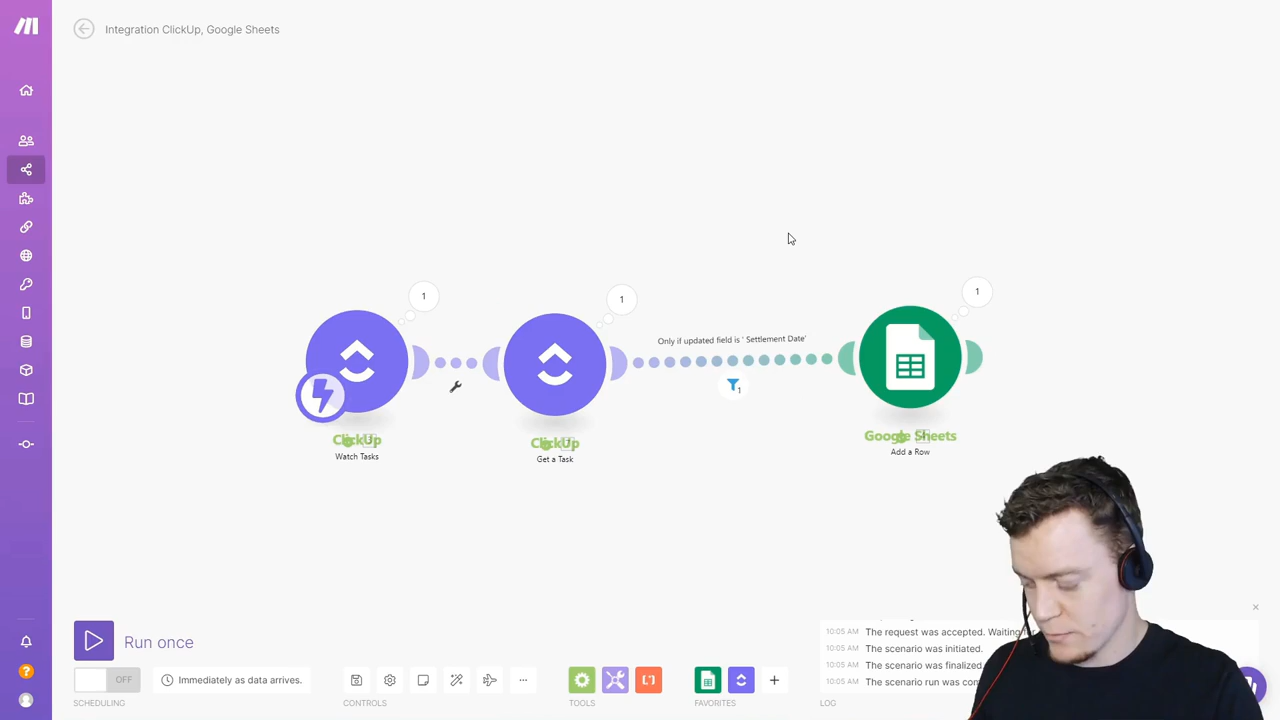 Integration ClickUp, Google Sheets
1
1
1
Only if updated field is ' Settlement Date'
1
ClickUp
Watch Tasks
ClickUp
Get a Task
Google Sheets
Add a Row
Run once
10:05 AM The request was accepted. Waiting for
10:05 AM The scenario was initiated.
10:05 AM The scenario was finalized.
10:05 AM The scenario run was com
OFF
Immediately as data arrives.
SCHEDULING
CONTROLS
TOOLS
FAVORITES
LOG